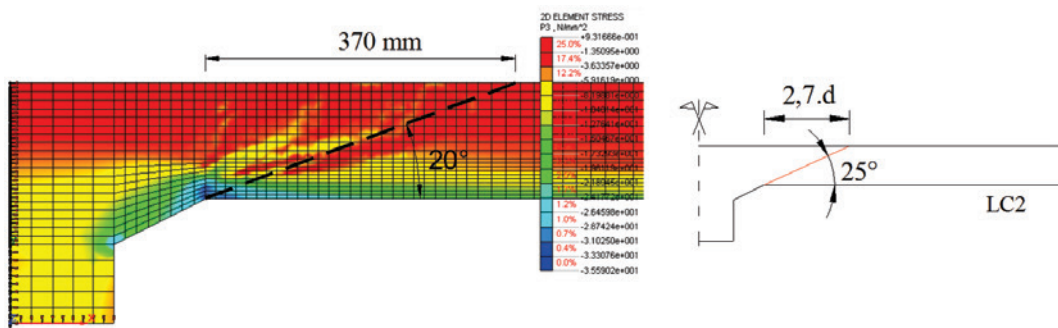 2D ELEMENT STRESS
P3 , N/mm^2
370 mm
+9.31666e-001
25.0%
-1.35095e+000
17.4%
-3.63357e+000
12.2%
-5.91619e+000
20°
1.2%
-2.64598e+001
1.0%
-2.87424e+001
0.7%
-3.10250e+001
0.4%
-3.33076e+001
0.0%
-3.55902e+001
2,7.d
25°
LC2